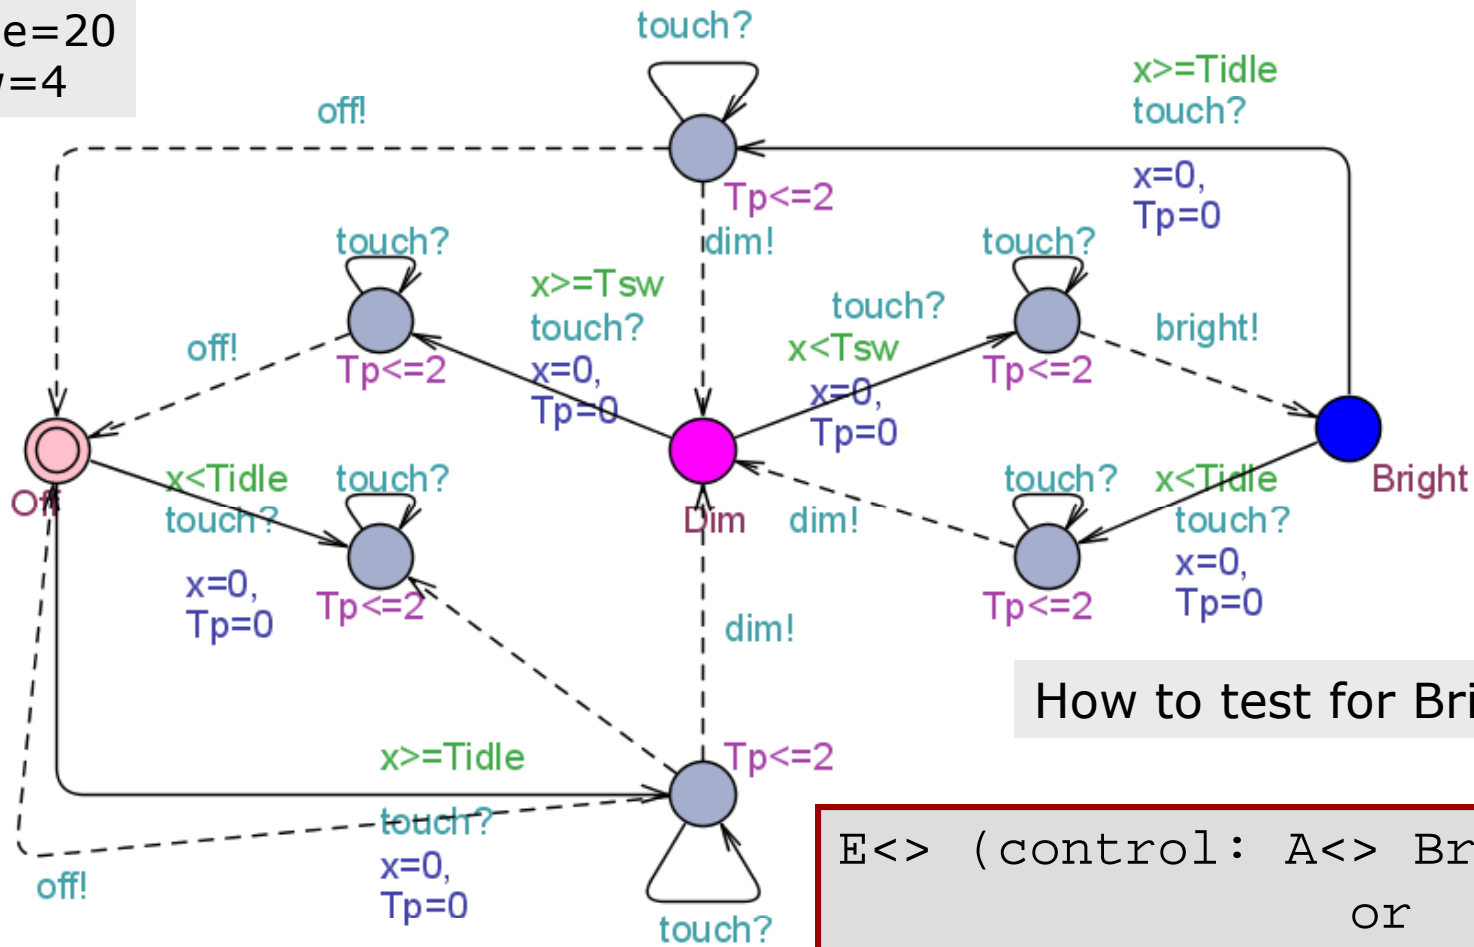 e=20
=4
touch?
off!
x>=Tidle
touch?
x=0,
Tp=0
Tp<=2
dim!
touch?
x>=Tsw
touch?
x=0,
Tp=0
off!
Tp<=2
touch?
touch?
x<Tsw
x=0,
Tp=0
Tp<=2
bright!
Off
x<Tidle
touch?
x=0,
Tp=0
touch?
Tp<=2
Dim
dim!
touch?
Tp<=2
x<Tidle
touch?
x=0,
Tp=0
Bright
dim!
How to test for Bri
x>=Tidle
touch?
x=0,
Tp=0
Tp<=2
off!
touch?
E<> (control: A<> Br
or